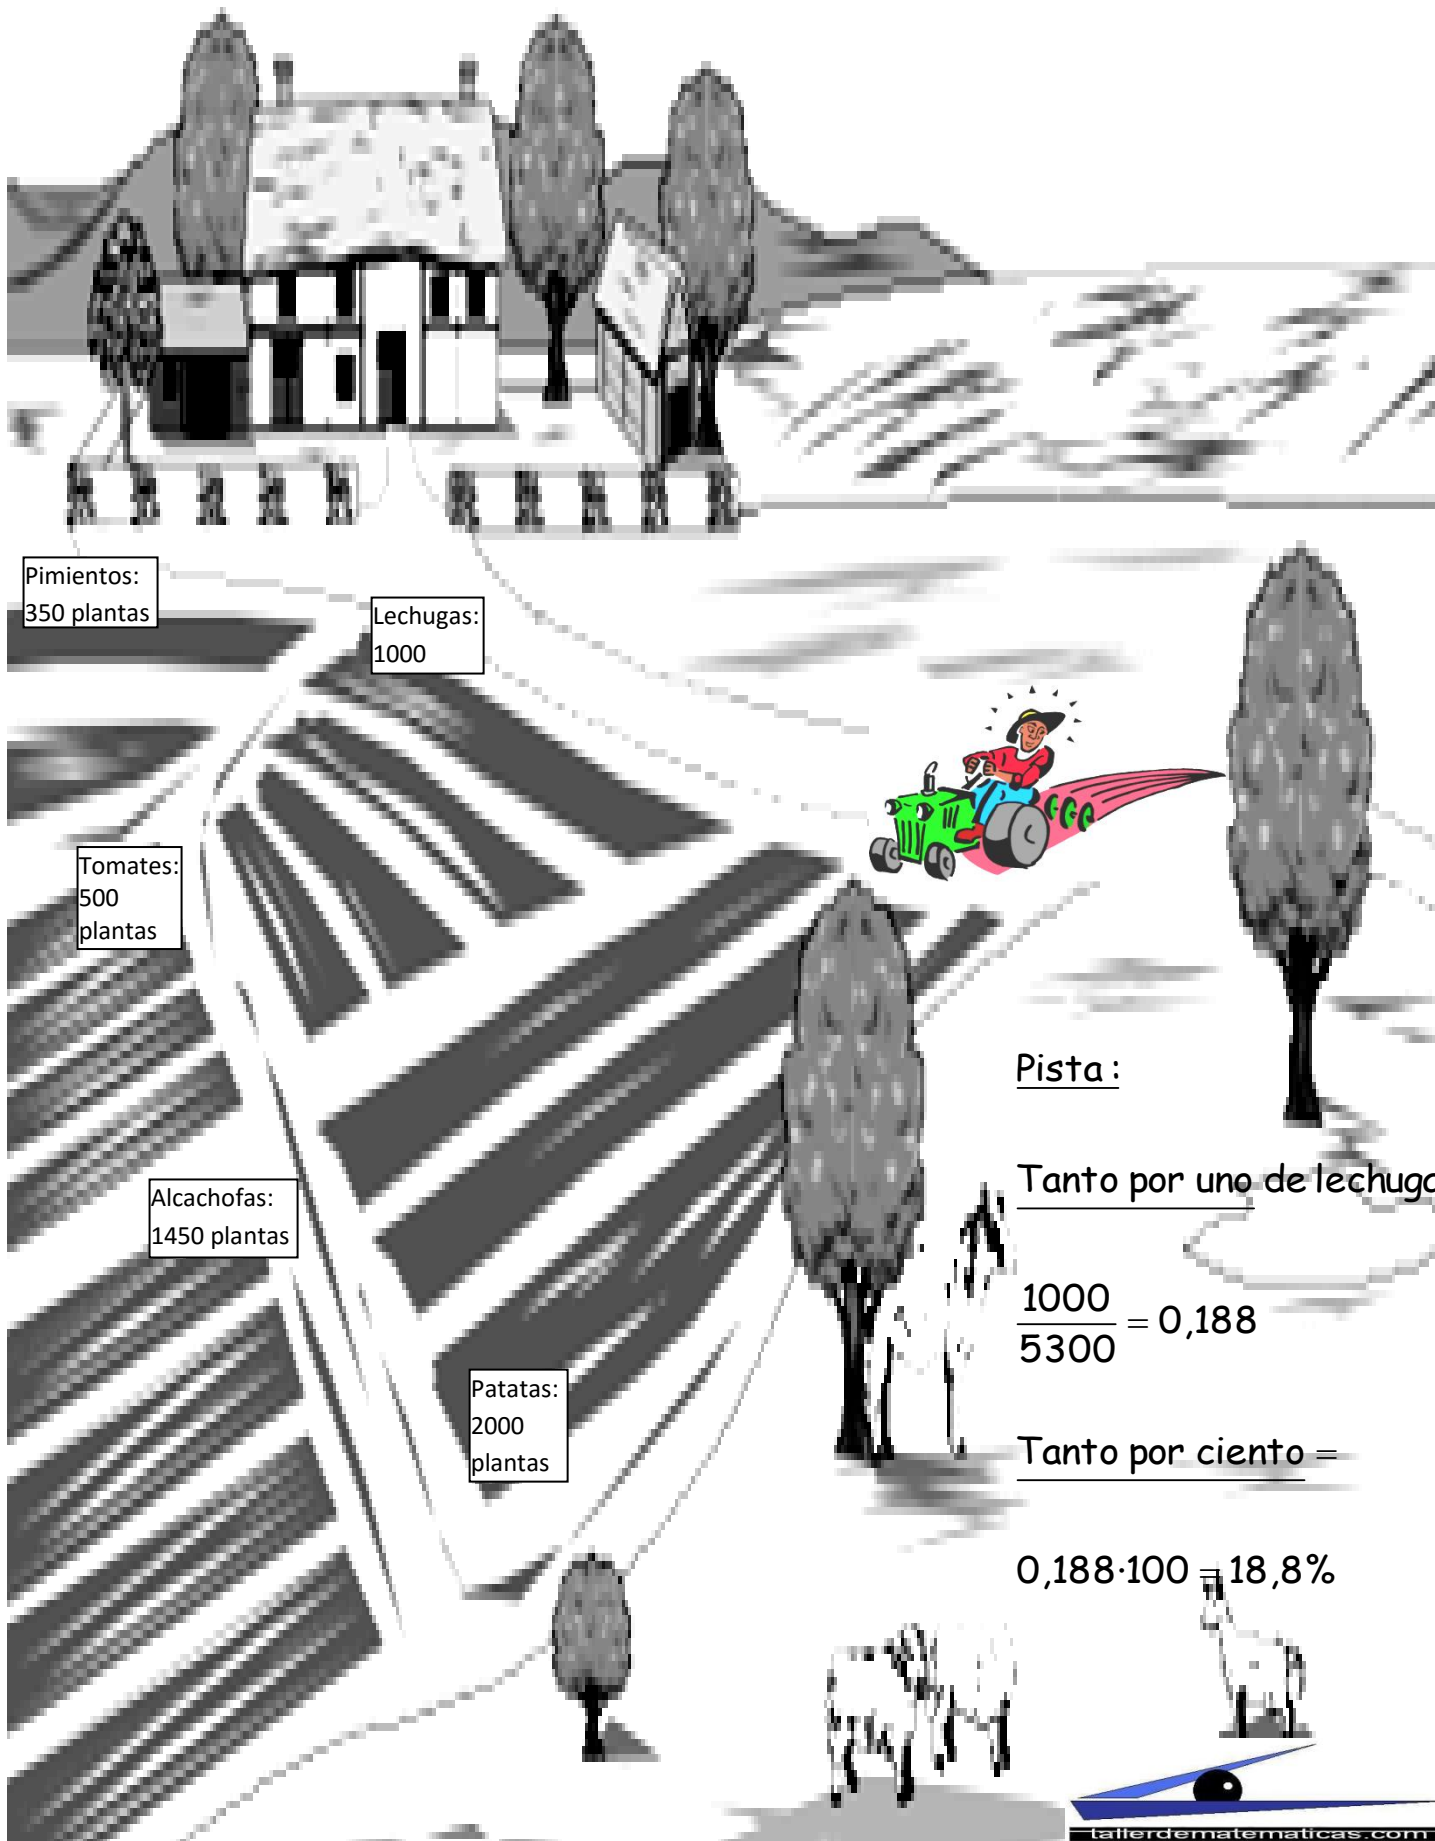 Pimientos:
350 plantas
Lechugas:
1000
Tomates:
500
plantas
Alcachofas:
1450 plantas
Patatas:
2000
plantas
Pista:
Tanto por uno de lechuga
1000
5300
= 0,188
Tanto por ciento =
0,188·100 = 18,8%
tallerdematematicas.com